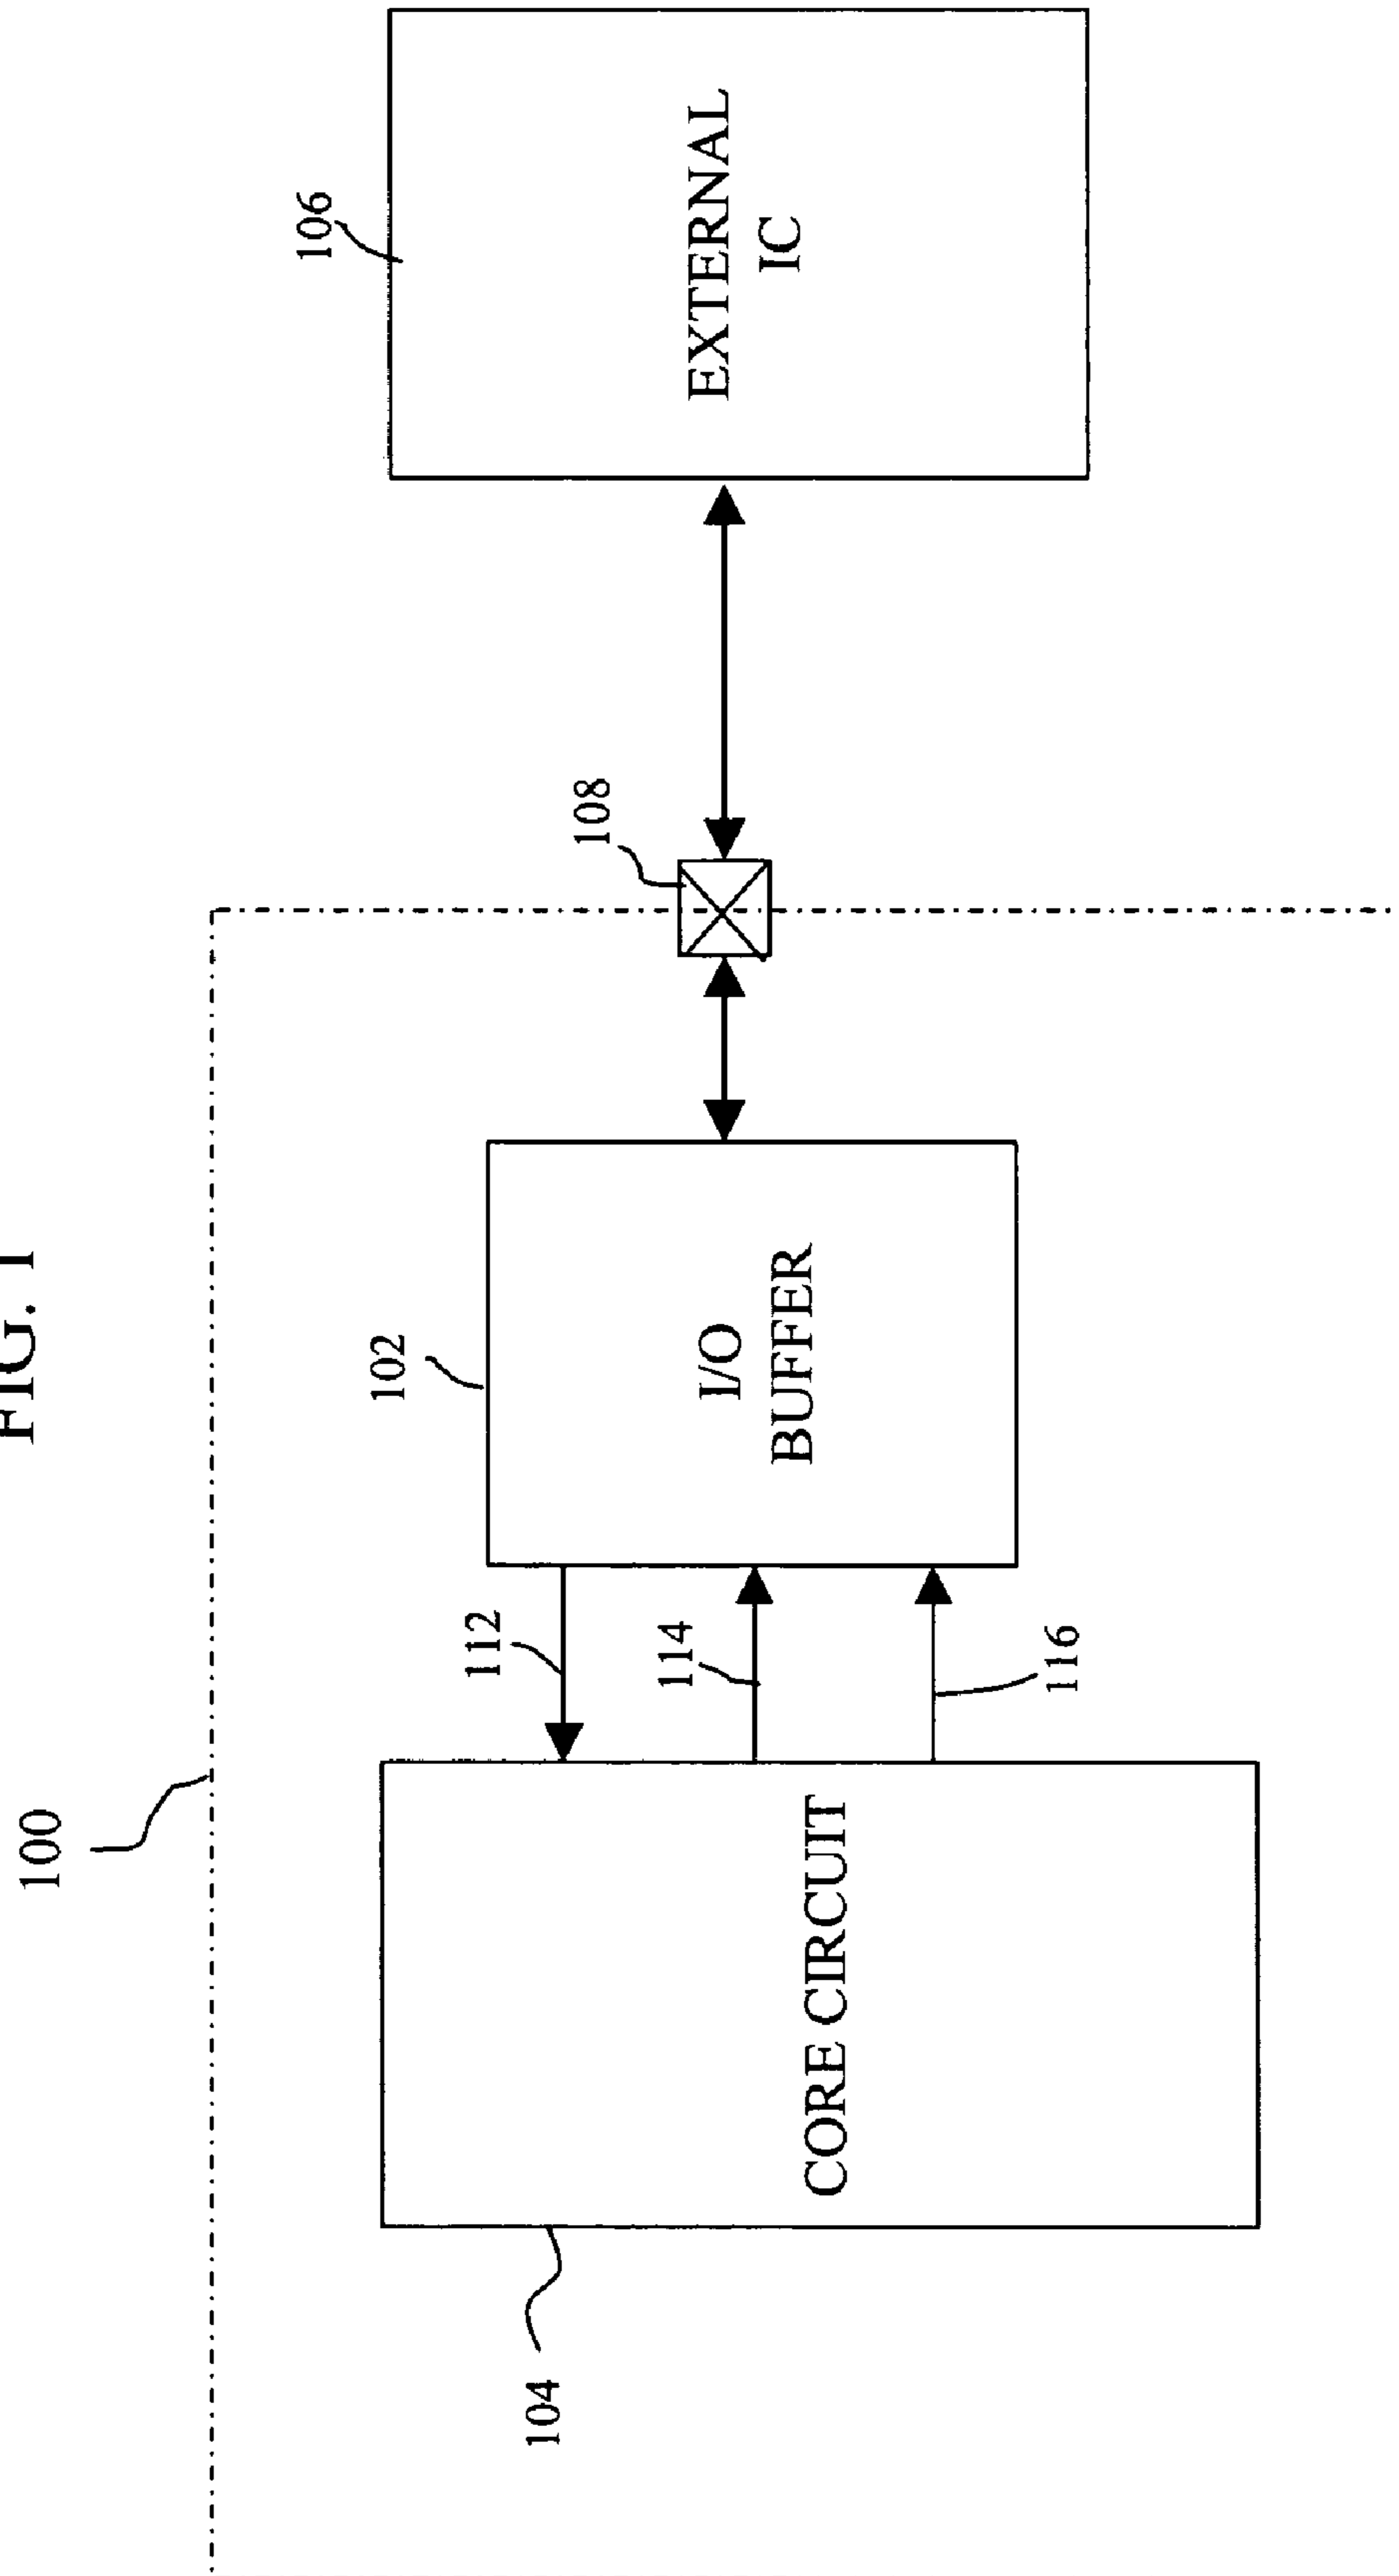 FIG. 1
100
104
CORE CIRCUIT
112
114
116
102
I/O
BUFFER
108
106
EXTERNAL
IC